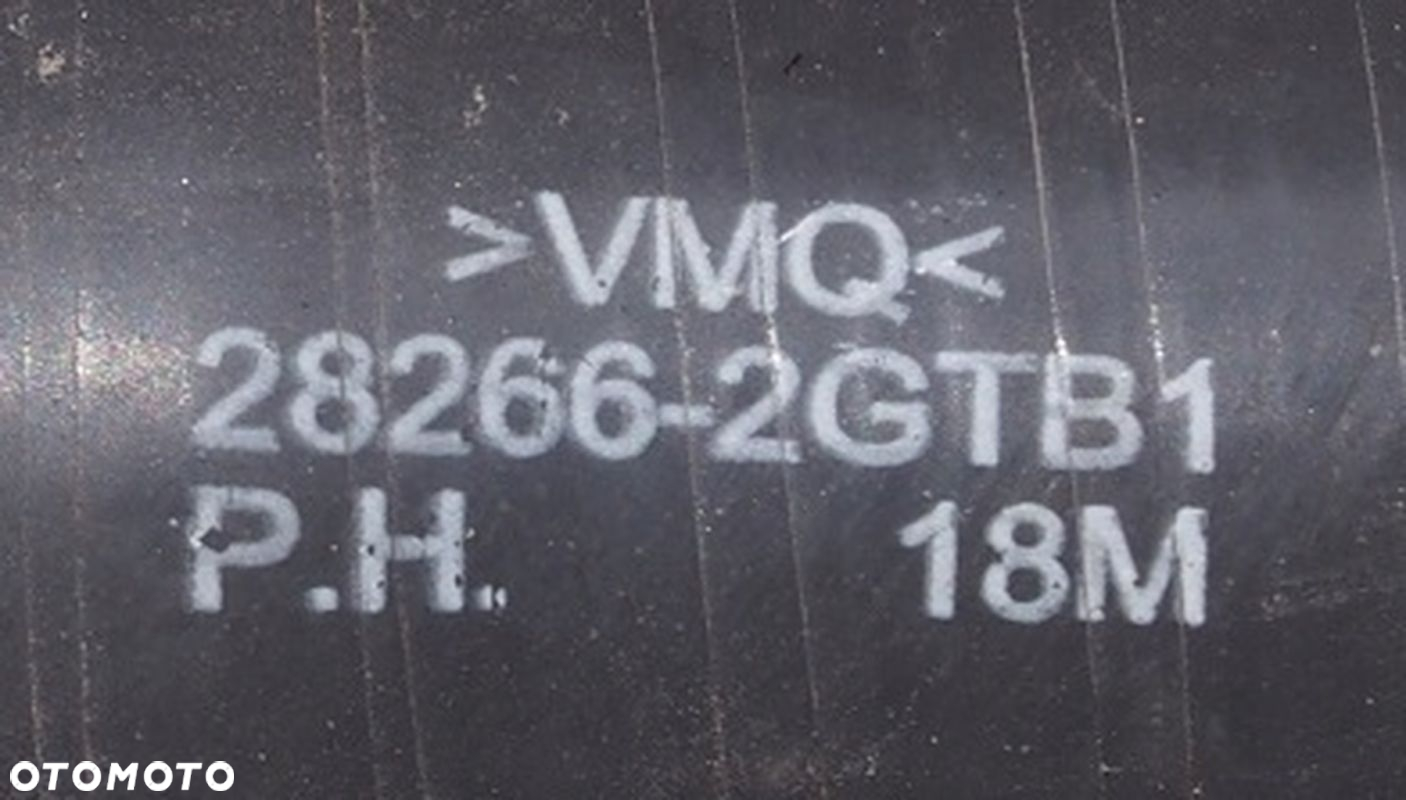 >VMQ<
28266-2GTB1
P.H. 18M
OTOMOTO